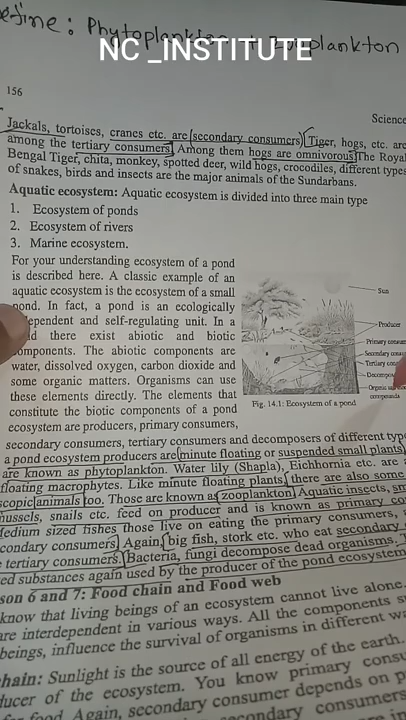 efine : Phytoplankton + Zooplankton
NC _INSTITUTE
156
Science
Jackals, tortoises, cranes etc. are secondary consumers. Tiger, hogs, etc. are
among the tertiary consumers. Among them hogs are omnivorous. The Royal
Bengal Tiger, chita, monkey, spotted deer, wild hogs, crocodiles, different types
of snakes, birds and insects are the major animals of the Sundarbans.
Aquatic ecosystem: Aquatic ecosystem is divided into three main type
1. Ecosystem of ponds
2. Ecosystem of rivers
3. Marine ecosystem.
For your understanding ecosystem of a pond
is described here. A classic example of an
aquatic ecosystem is the ecosystem of a small
pond. In fact, a pond is an ecologically
ependent and self-regulating unit. In a
there exist abiotic and biotic
omponents. The abiotic components are
water, dissolved oxygen, carbon dioxide and
some organic matters. Organisms can use
these elements directly. The elements that
constitute the biotic components of a pond
ecosystem are producers, primary consumers,
Sun
Producer
Primary consum
Secondary consu
Tertiary con
Decompo
Organic
compounds
Fig. 14.1: Ecosystem of a pond
secondary consumers, tertiary consumers and decomposers of different type
a pond ecosystem producers are minute floating or suspended small plants
are known as phytoplankton. Water lily (Shapla), Eichhornia etc. are
floating macrophytes. Like minute floating plants, there are also some
scopic animals too. Those are known as zooplankton. Aquatic insects, sm
mussels, snails etc. feed on producer and is known as primary cons
edium sized fishes those live on eating the primary consumers,
condary consumers. Again, big fish, stork etc. who eat secondary
tertiary consumers. Bacteria, fungi decompose dead organisms.
ed substances again used by the producer of the pond ecosystem
son 6 and 7: Food chain and Food web
know that living beings of an ecosystem cannot live alone.
are interdependent in various ways. All the components
beings, influence the survival of organisms in different wa
hain: Sunlight is the source of all energy of the earth.
ducer of the ecosystem. You know primary consu
food. Again, secondary consumer depends on p
condary consumers